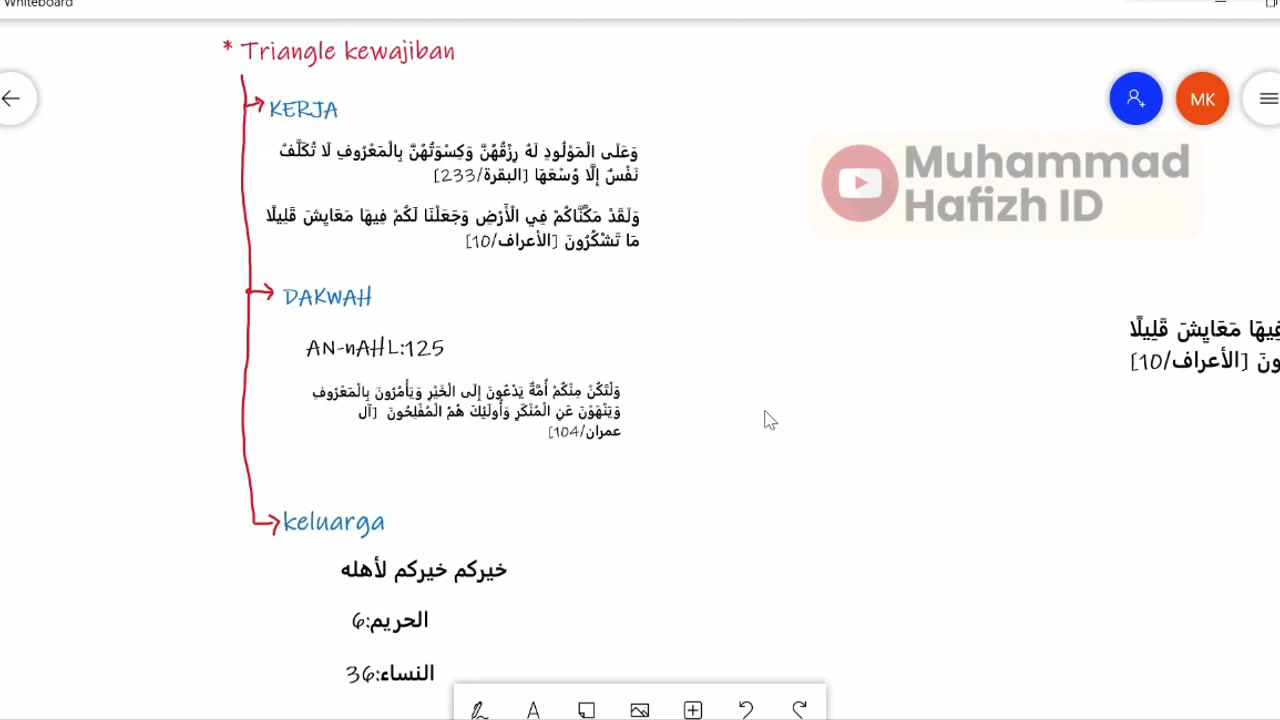 Whiteboard
* Triangle kewajiban
KERJA
وَعَلَى الْمَوْلُودِ لَهُ رِزْقُهُنَّ وَكِسْوَتُهُنَّ بِالْمَعْرُوفِ لَا تُكَلَّفُ
نَفْسٌ إِلَّا وُسْعَهَا [البقرة/233]
وَلَقَدْ مَكَّنَّاكُمْ فِي الْأَرْضِ وَجَعَلْنَا لَكُمْ فِيهَا مَعَايِشَ قَلِيلًا
مَا تَشْكُرُونَ [الأعراف/10]
DAKWAH
AN-nAHL:125
وَلْتَكُنْ مِنْكُمْ أُمَّةٌ يَدْعُونَ إِلَى الْخَيْرِ وَيَأْمُرُونَ بِالْمَعْرُوفِ
وَيَنْهَوْنَ عَنِ الْمُنْكَرِ وَأُولَئِكَ هُمُ الْمُفْلِحُونَ [آل
عمران/104]
keluarga
خيركم خيركم لأهله
الحريم:6
النساء:36
MK
Muhammad
Hafizh ID
فِيهَا مَعَايِشَ قَلِيلًا
[الأعراف/10]